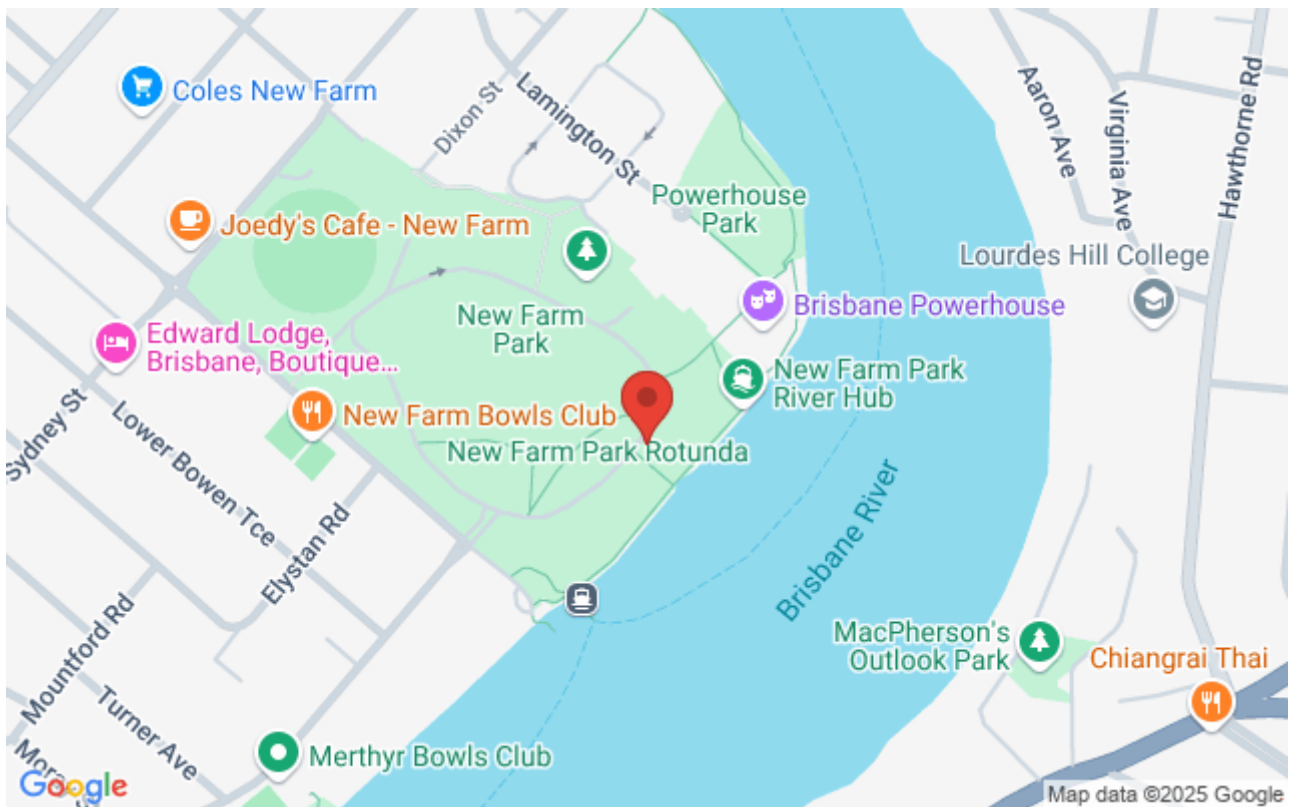 Coles New Farm
Dixon St
Lamington St
Aaron Ave
Virginia Ave
Hawthorne Rd
Joedy's Cafe - New Farm
Powerhouse
Park
Lourdes Hill College
New Farm
Park
Brisbane Powerhouse
Edward Lodge,
Brisbane, Boutique...
New Farm Park
River Hub
Sydney St
Lower Bowen Tce
New Farm Bowls Club
New Farm Park Rotunda
Elystan Rd
Brisbane River
Mountford Rd
MacPherson's
Outlook Park
Chiangrai Thai
Turner Ave
Merthyr Bowls Club
Google
Map data ©2025 Google